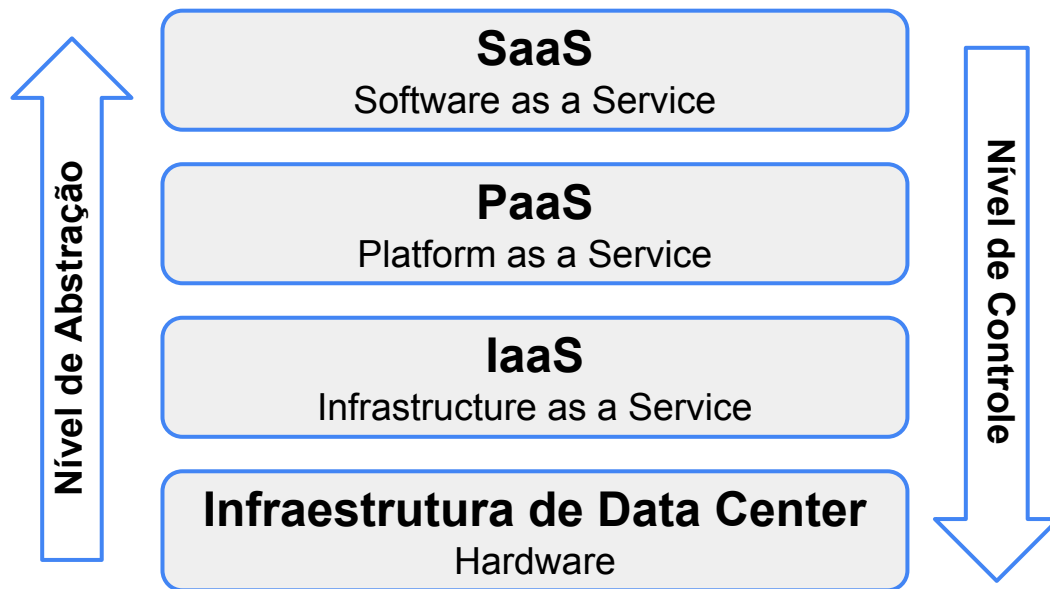 SaaS
Software as a Service
Nível de Abstração
PaaS
Platform as a Service
Nível de Controle
IaaS
Infrastructure as a Service
Infraestrutura de Data Center
Hardware